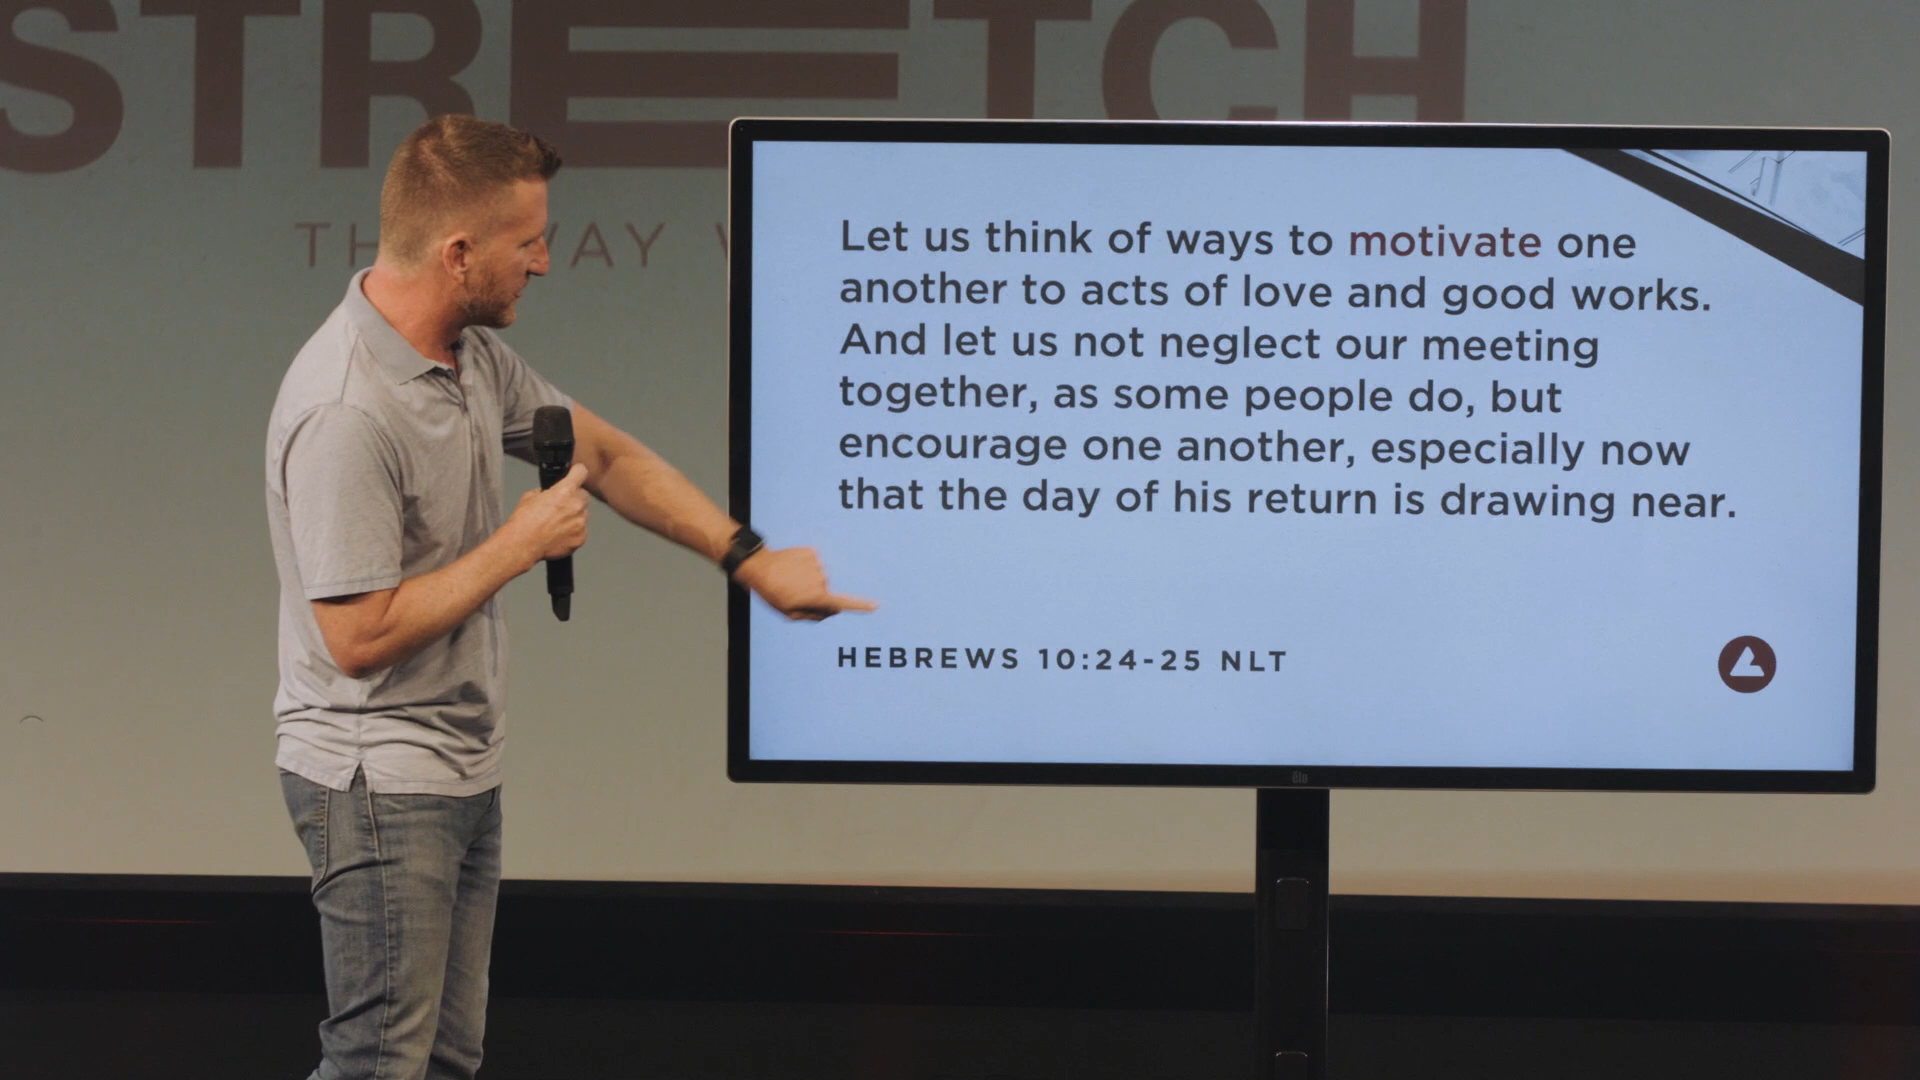 STRETCH
WAY
Let us think of ways to motivate one
another to acts of love and good works.
And let us not neglect our meeting
together, as some people do, but
encourage one another, especially now
that the day of his return is drawing near.
HEBREWS 10:24-25 NLT
elo